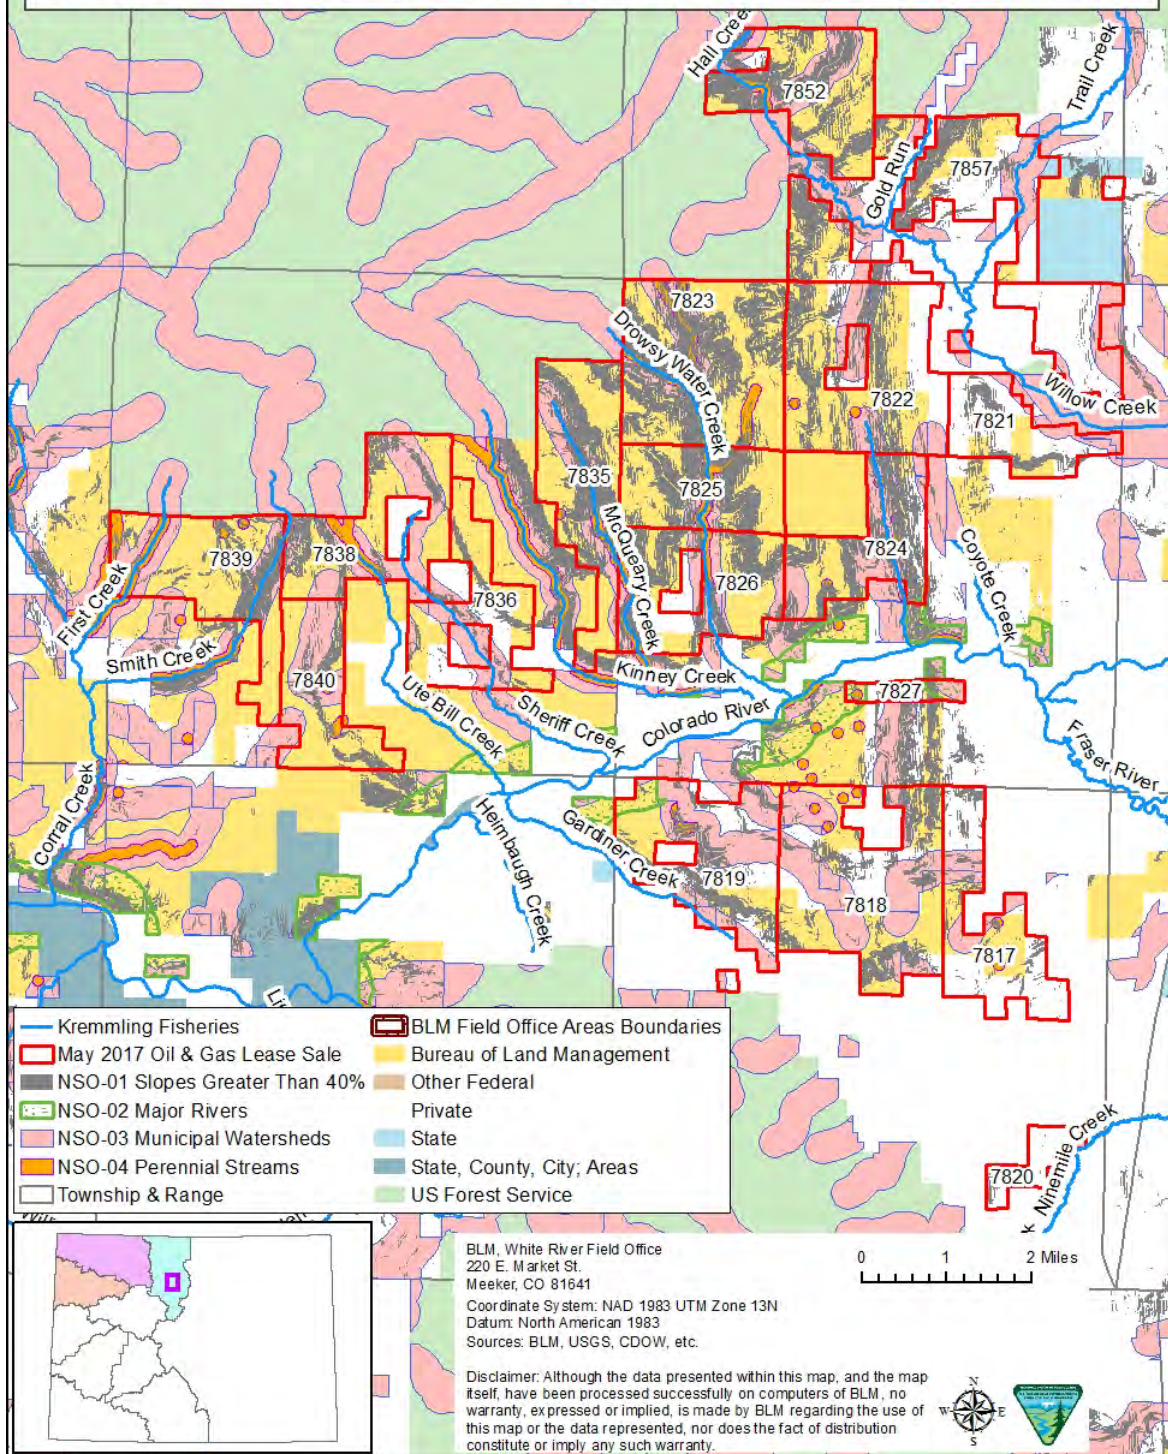 Hall Cree
Trail Creek
7852
7857
Gold Run
7823
Drowsy Water Creek
7822
Willow Creek
7821
7835
7825
McQueary Creek
7824
Coyote Creek
7839
7838
7826
7836
First Creek
Smith Creek
7840
Kinney Creek
7827
Ute Bill Creek
Sheriff Creek
Colorado River
Fraser River
Corral Creek
Heimbaugh Creek
Gardiner Creek
7819
7818
7817
Kremmling Fisheries
May 2017 Oil & Gas Lease Sale
NSO-01 Slopes Greater Than 40%
NSO-02 Major Rivers
NSO-03 Municipal Watersheds
NSO-04 Perennial Streams
Township & Range
BLM Field Office Areas Boundaries
Bureau of Land Management
Other Federal
Private
State
State, County, City; Areas
US Forest Service
7820
Ninemile Creek
k
BLM, White River Field Office
220 E. Market St.
Meeker, CO 81641
Coordinate System: NAD 1983 UTM Zone 13N
Datum: North American 1983
Sources: BLM, USGS, CDOW, etc.
0 1 2 Miles
Disclaimer: Although the data presented within this map, and the map
itself, have been processed successfully on computers of BLM, no
warranty, expressed or implied, is made by BLM regarding the use of
this map or the data represented, nor does the fact of distribution
constitute or imply any such warranty.
N
W E
S